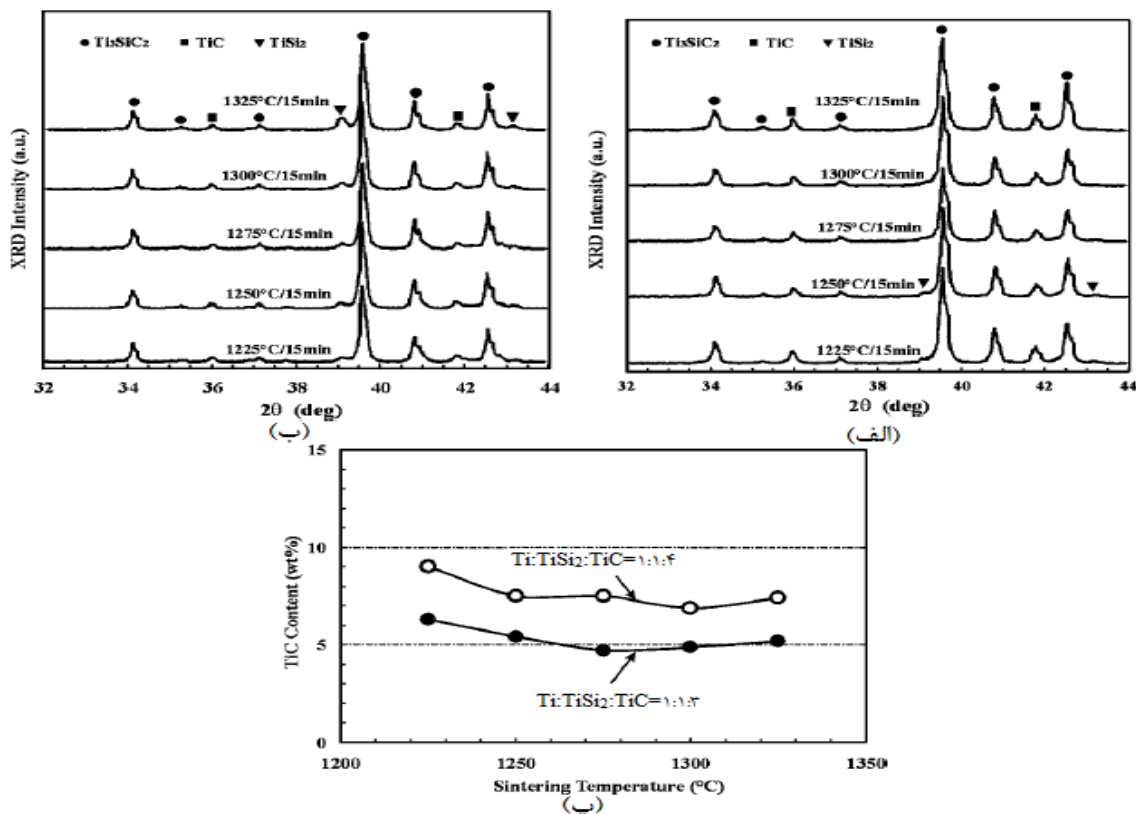 ● Ti₃SiC₂ ■ TiC ▼ TiSi₂
1325°C/15min
1300°C/15min
1275°C/15min
1250°C/15min
1225°C/15min
XRD Intensity (a.u.)
32 34 36 38 40 42 44
2θ (deg)
(ب)
● Ti₃SiC₂ ■ TiC ▼ TiSi₂
1325°C/15min
1300°C/15min
1275°C/15min
1250°C/15min
1225°C/15min
XRD Intensity (a.u.)
32 34 36 38 40 42 44
2θ (deg)
(الف)
15
10
5
0
TiC Content (wt%)
Ti:TiSi₂:TiC=۱:۱:۴
Ti:TiSi₂:TiC=۱:۱:۳
1200 1250 1300 1350
Sintering Temperature (°C)
(ب)